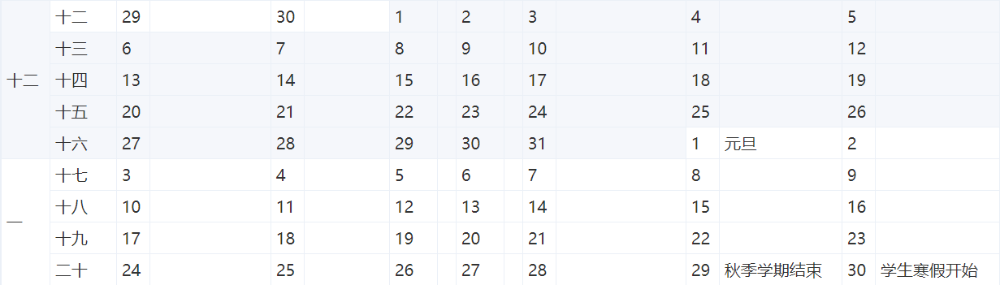 十二 29 30 1 2 3 4 5
十三 6 7 8 9 10 11 12
十二 十四 13 14 15 16 17 18 19
十五 20 21 22 23 24 25 26
十六 27 28 29 30 31 1 元旦 2
十七 3 4 5 6 7 8 9
十八 10 11 12 13 14 15 16
一
十九 17 18 19 20 21 22 23
二十 24 25 26 27 28 29 秋季学期结束 30 学生寒假开始